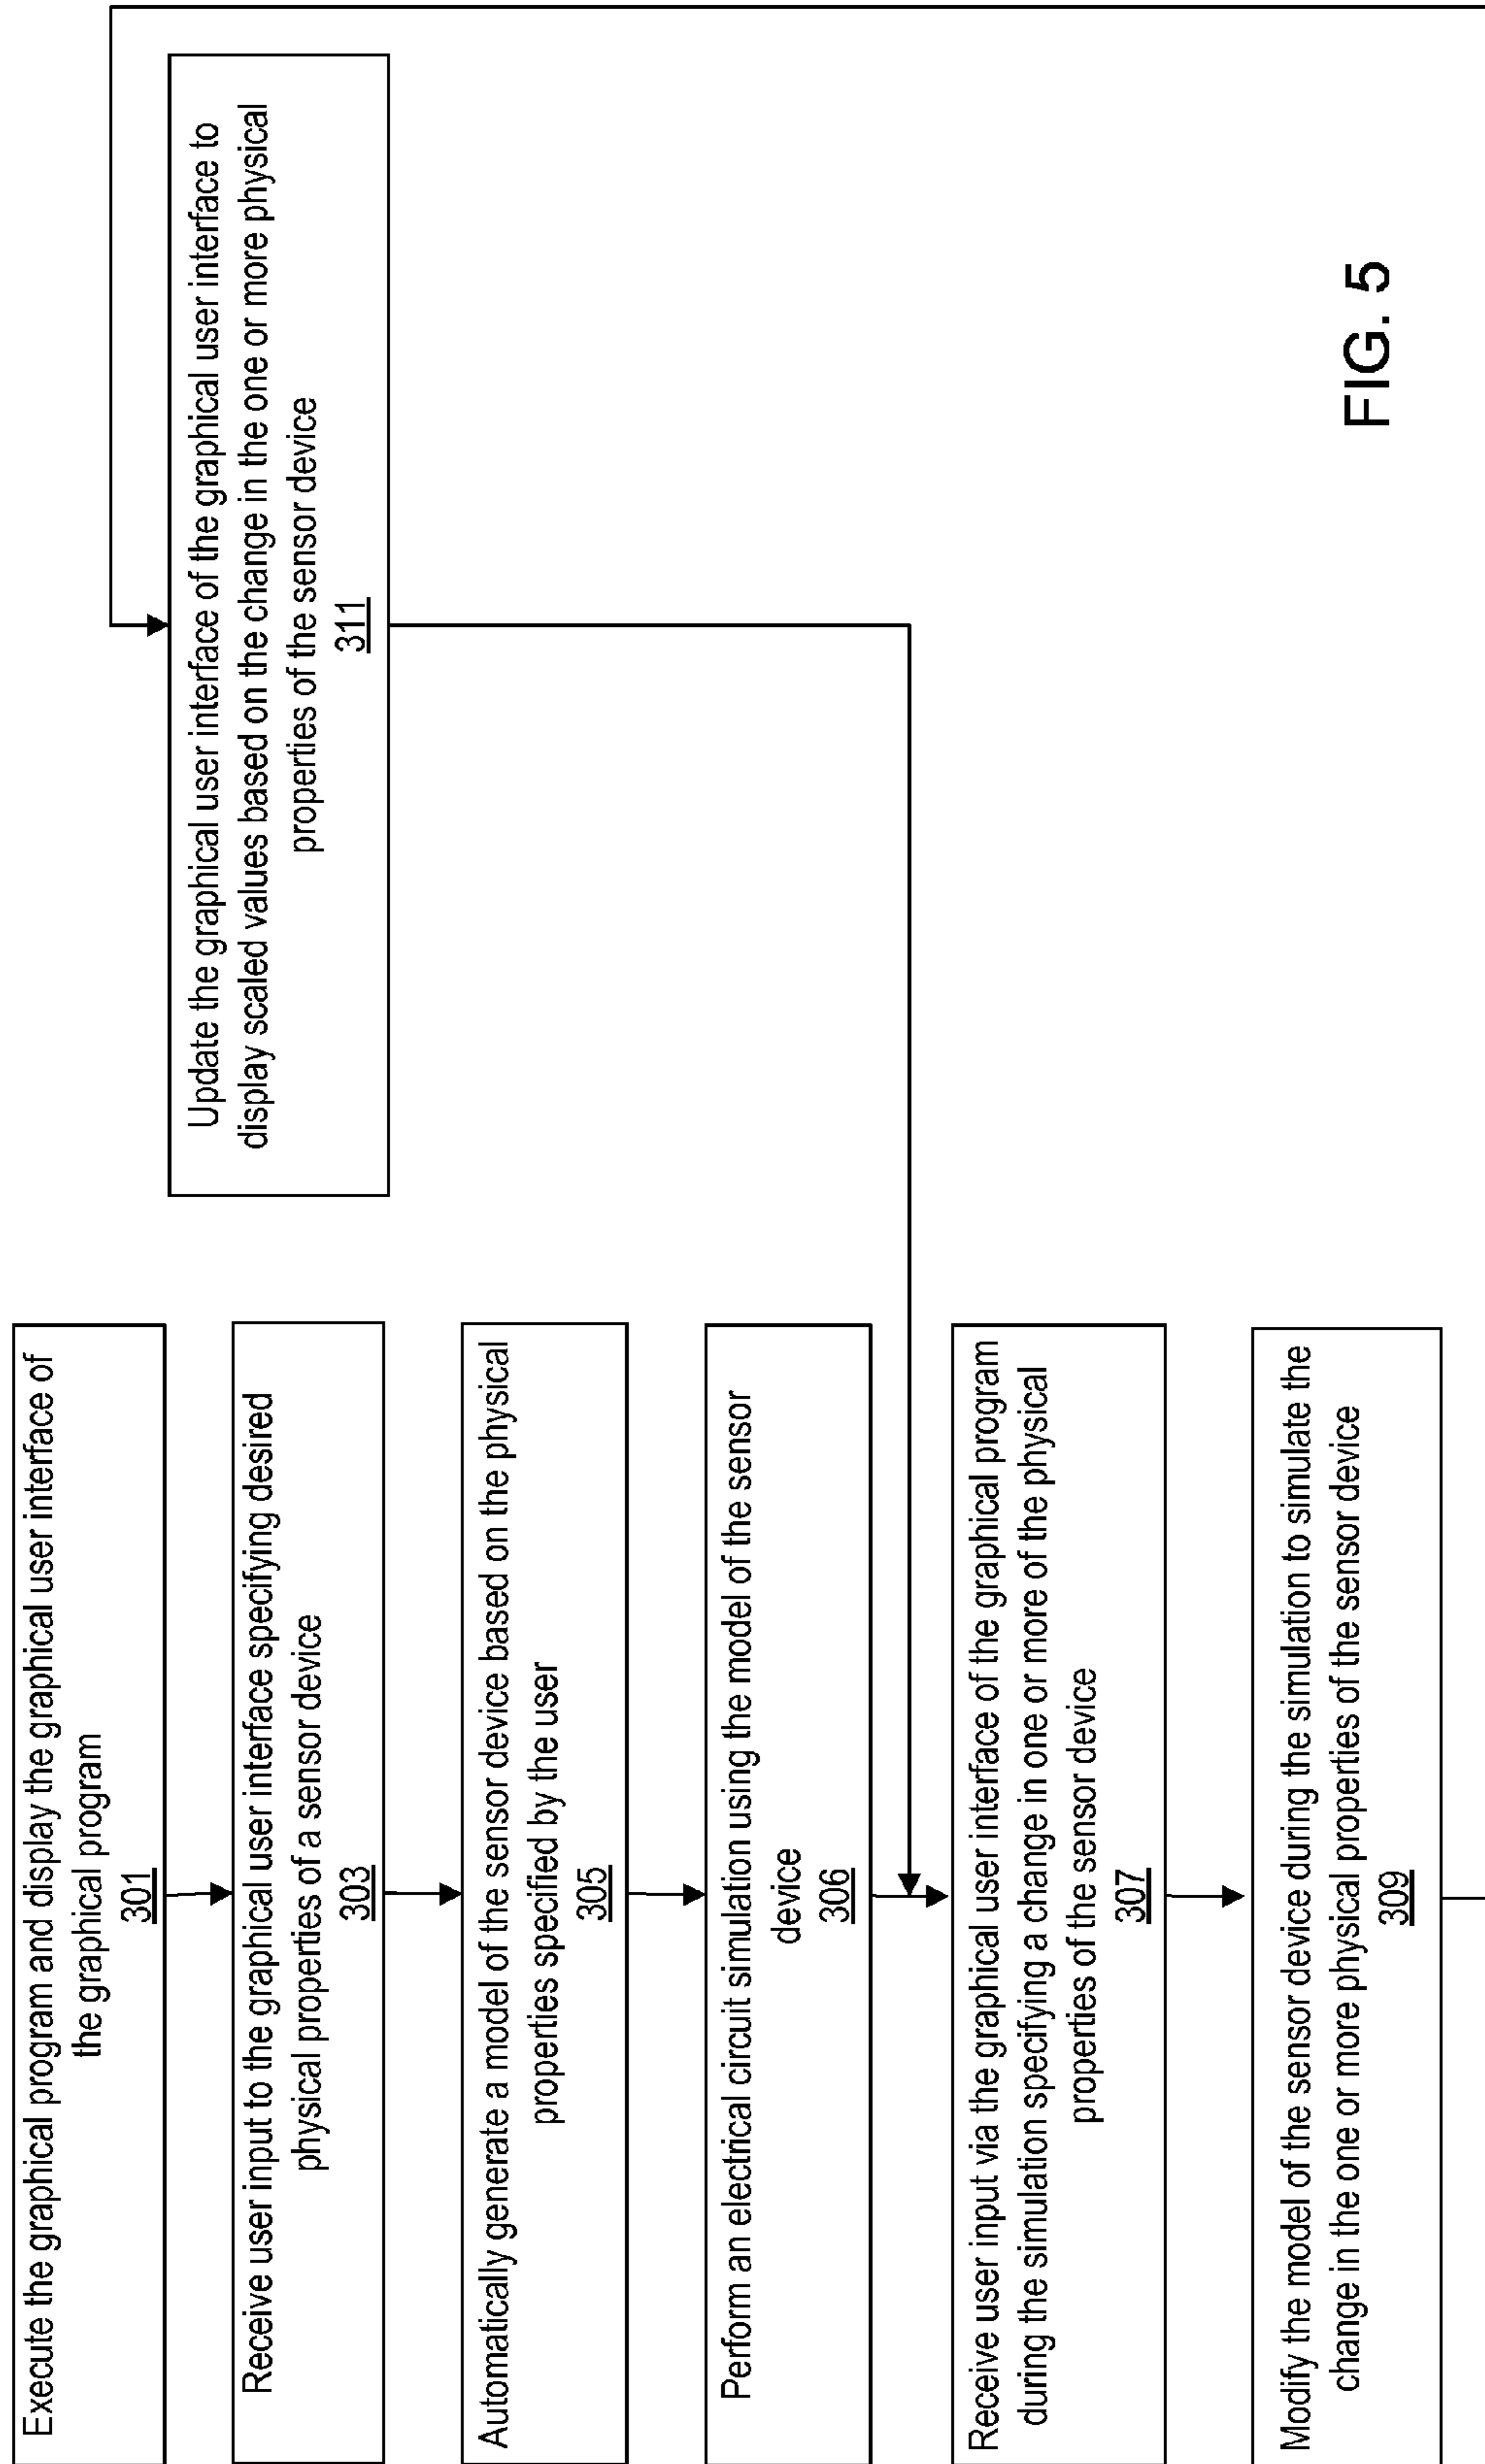 Execute the graphical program and display the graphical user interface of
the graphical program
301
Receive user input to the graphical user interface specifying desired
physical properties of a sensor device
303
Automatically generate a model of the sensor device based on the physical
properties specified by the user
305
Perform an electrical circuit simulation using the model of the sensor
device
306
Receive user input via the graphical user interface of the graphical program
during the simulation specifying a change in one or more of the physical
properties of the sensor device
307
Modify the model of the sensor device during the simulation to simulate the
change in the one or more physical properties of the sensor device
309
Update the graphical user interface of the graphical user interface to
display scaled values based on the change in the one or more physical
properties of the sensor device
311
FIG. 5